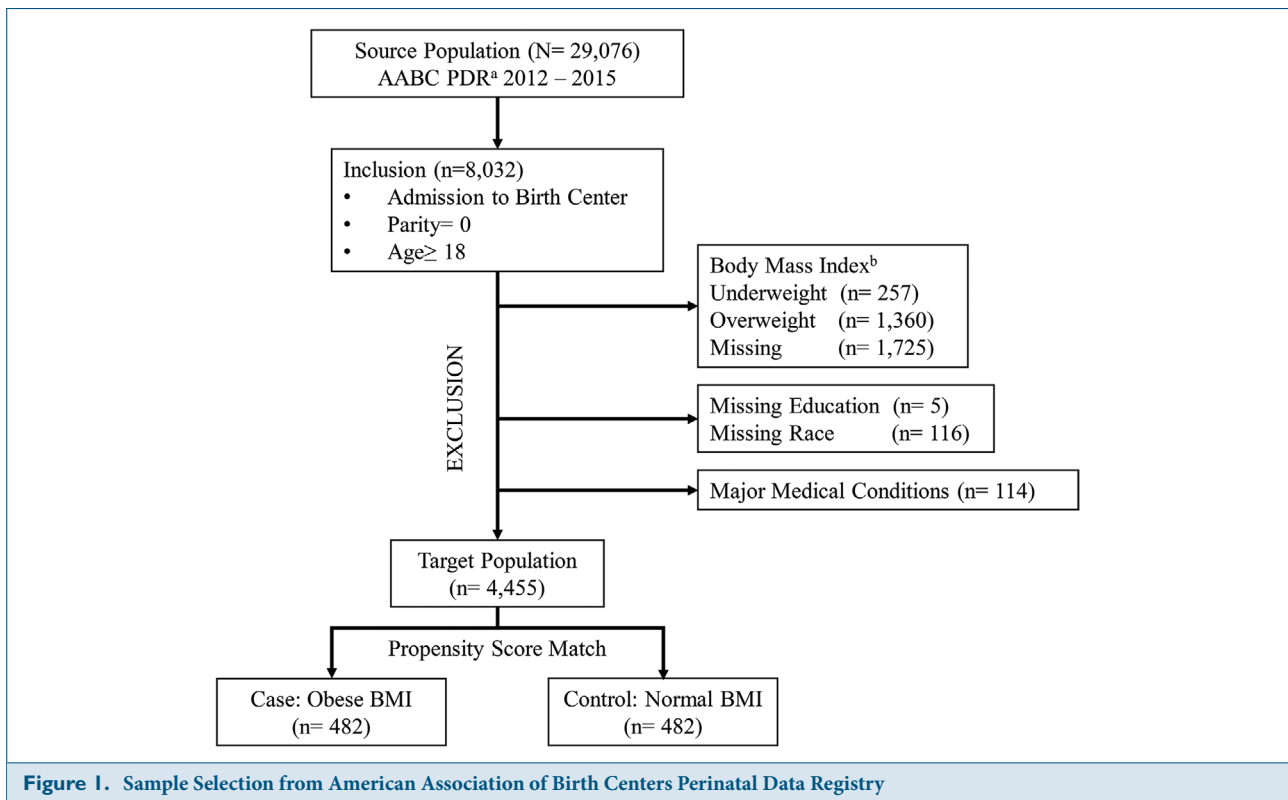 Source Population (N= 29,076)
AABC PDRᵃ 2012 – 2015
Inclusion (n=8,032)
• Admission to Birth Center
• Parity= 0
• Age≥ 18
Body Mass Indexᵇ
Underweight (n= 257)
Overweight (n= 1,360)
Missing (n= 1,725)
EXCLUSION
Missing Education (n= 5)
Missing Race (n= 116)
Major Medical Conditions (n= 114)
Target Population
(n= 4,455)
Propensity Score Match
Case: Obese BMI
(n= 482)
Control: Normal BMI
(n= 482)
Figure 1. Sample Selection from American Association of Birth Centers Perinatal Data Registry